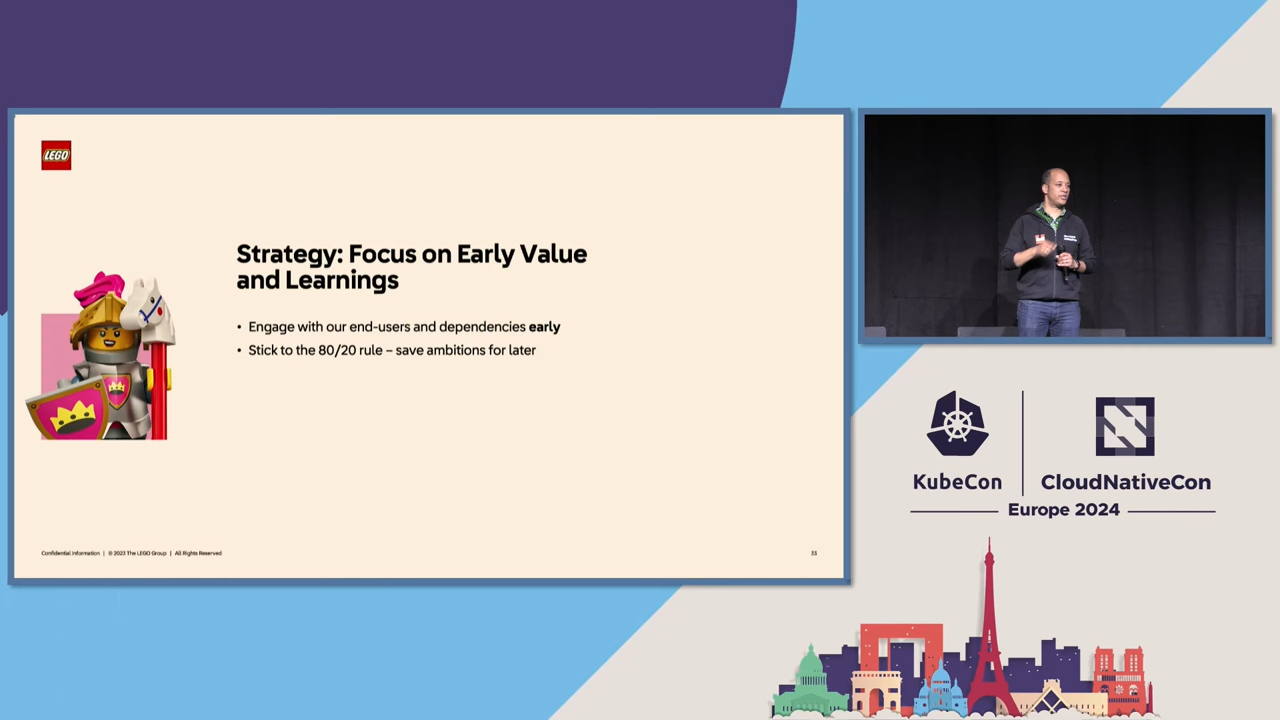 LEGO
Strategy: Focus on Early Value
and Learnings
• Engage with our end-users and dependencies early
• Stick to the 80/20 rule – save ambitions for later
Confidential Information | © 2023 The LEGO Group | All Rights Reserved
33
KubeCon
CloudNativeCon
Europe 2024